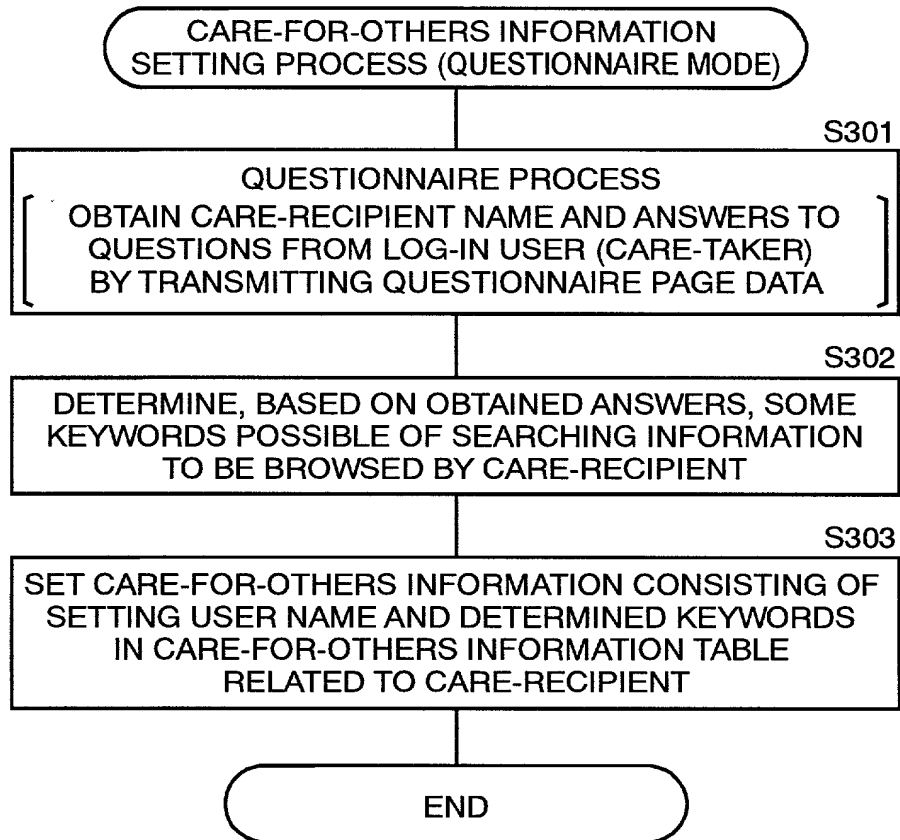 CARE-FOR-OTHERS INFORMATION
SETTING PROCESS (QUESTIONNAIRE MODE)
S301
QUESTIONNAIRE PROCESS
OBTAIN CARE-RECIPIENT NAME AND ANSWERS TO
QUESTIONS FROM LOG-IN USER (CARE-TAKER)
BY TRANSMITTING QUESTIONNAIRE PAGE DATA
S302
DETERMINE, BASED ON OBTAINED ANSWERS, SOME
KEYWORDS POSSIBLE OF SEARCHING INFORMATION
TO BE BROWSED BY CARE-RECIPIENT
S303
SET CARE-FOR-OTHERS INFORMATION CONSISTING OF
SETTING USER NAME AND DETERMINED KEYWORDS
IN CARE-FOR-OTHERS INFORMATION TABLE
RELATED TO CARE-RECIPIENT
END